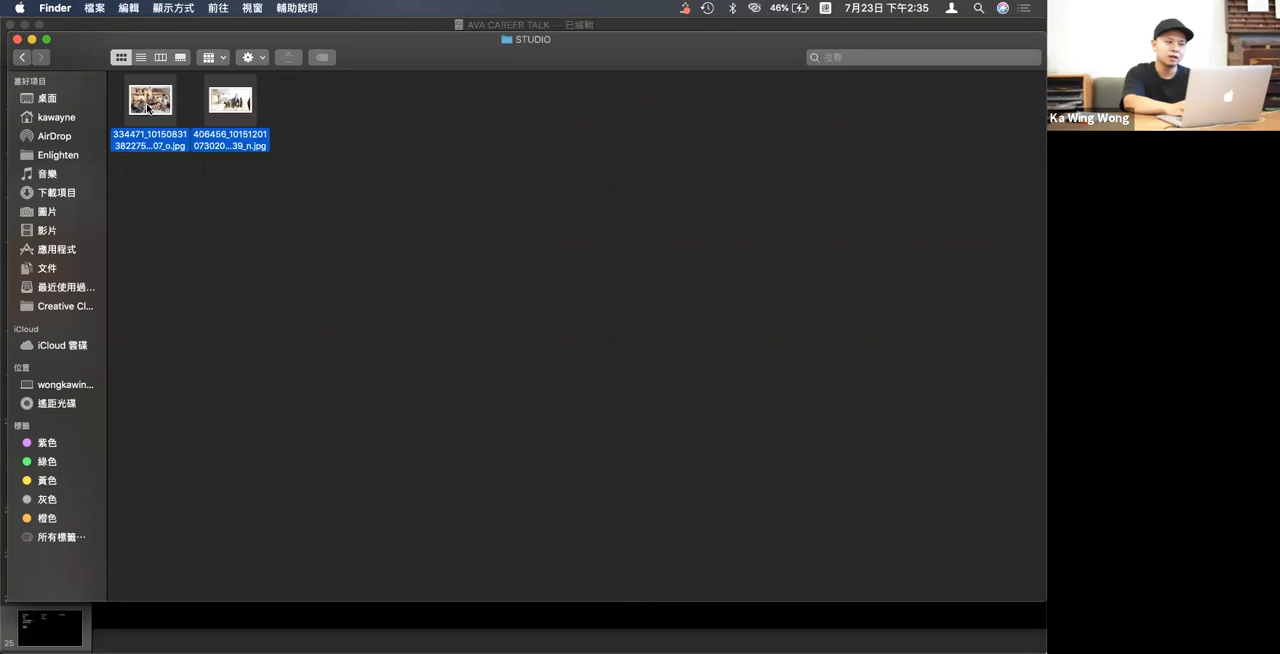 Finder 檔案 編輯 顯示方式 前往 視窗 輔助說明 46% 7月23日 下午2:35
AVA CAREER TALK — 已編輯
STUDIO
搜尋
喜好項目
桌面
kawayne
AirDrop
Enlighten
音樂
下載項目
圖片
影片
應用程式
文件
最近使用過...
Creative Cl...
iCloud
iCloud 雲碟
位置
wongkawin...
遙距光碟
標籤
紫色
綠色
黃色
灰色
橙色
所有標籤⋯
334471_10150831
382275...07_o.jpg
406456_10151201
073020...39_n.jpg
25
Ka Wing Wong